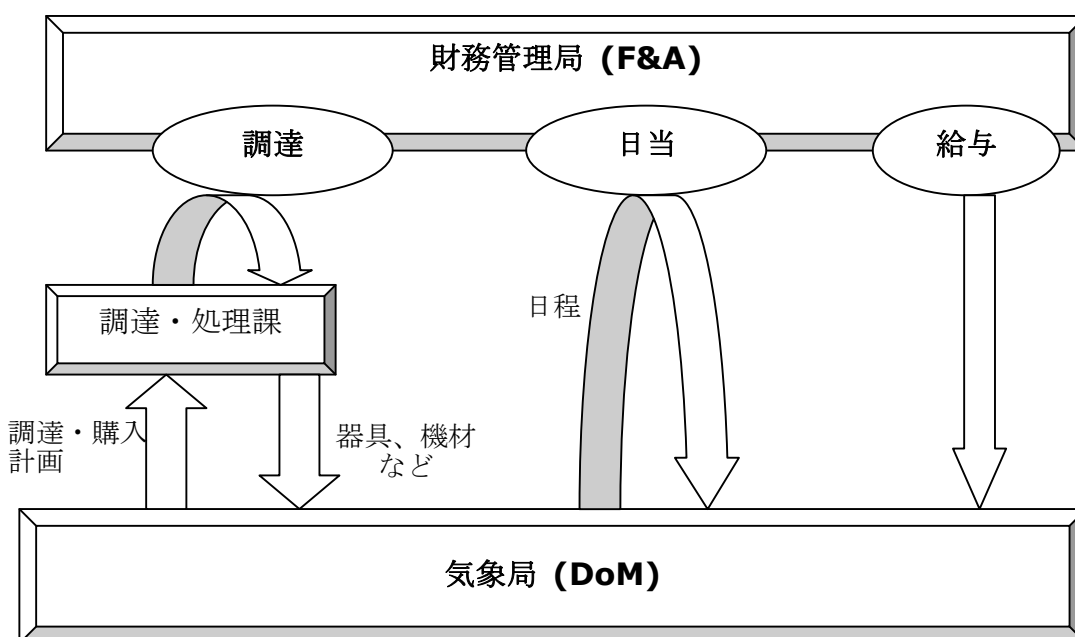 財務管理局 (F&A)
調達
日当
給与
日程
調達・処理課
調達・購入
計画
器具、機材
など
気象局 (DoM)